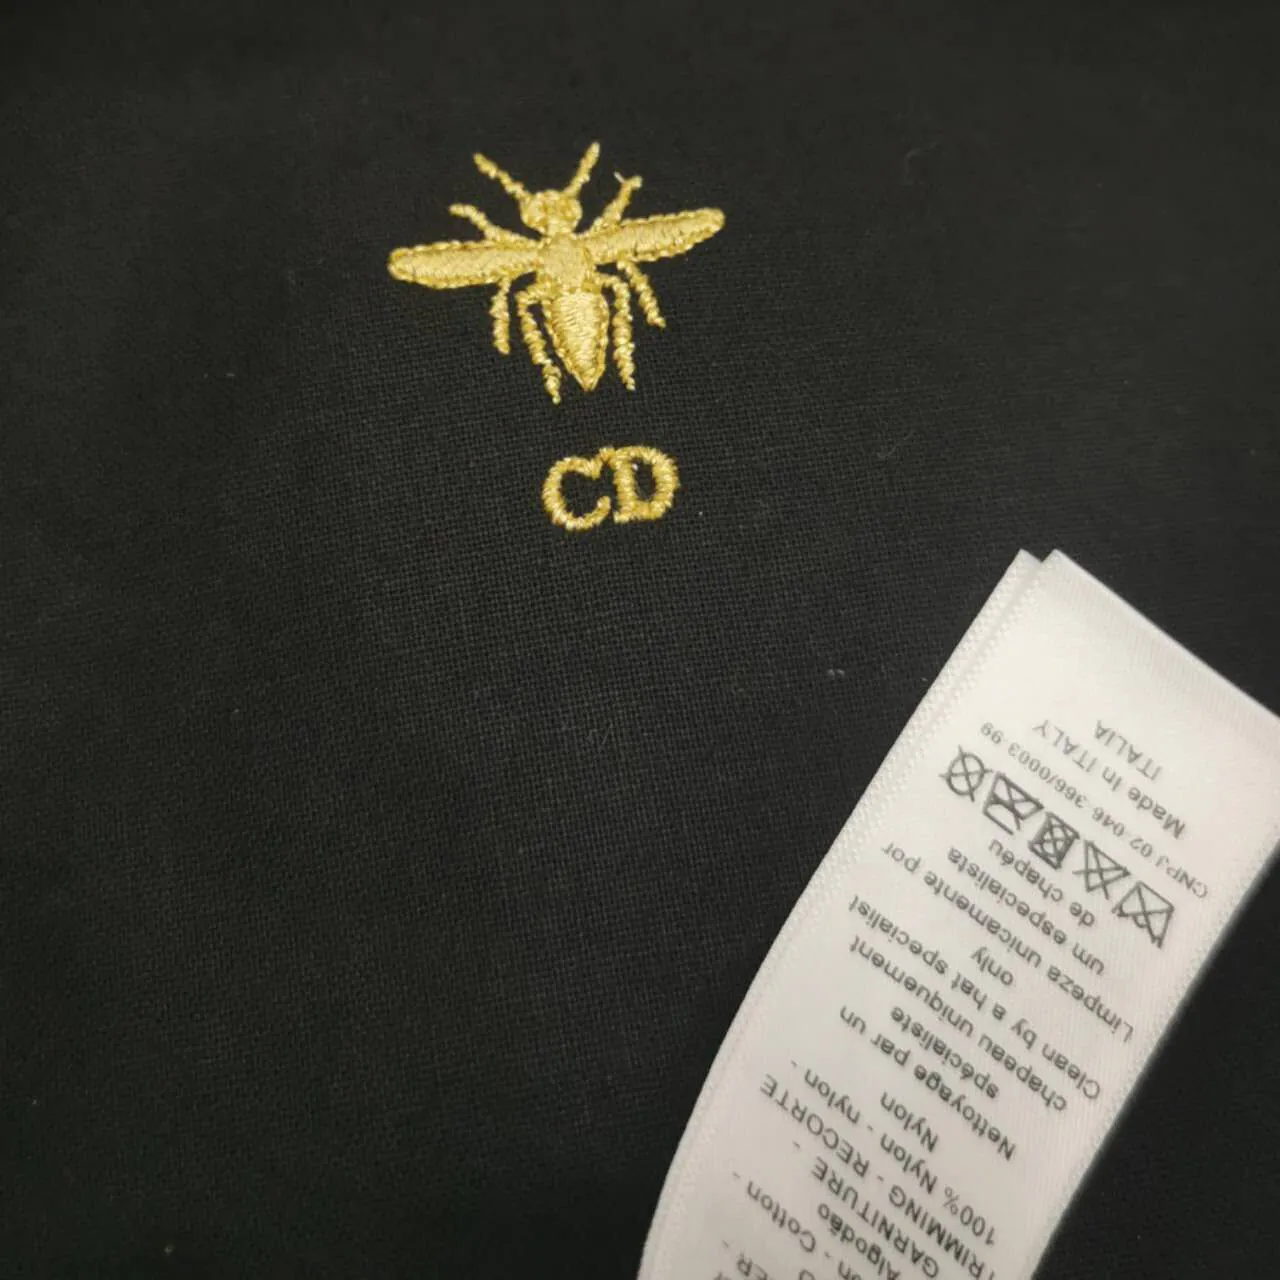 CD
Cotton -
Algodão
GARNITURE -
TRIMMING - RECORTE
100% Nylon - nylon -
Nylon
Nettoyage par un
spécialiste
chapeau uniquement
Clean by a hat specialist
only
Limpeza unicamente por
um especialista
de chapéu
CNPJ 02 046 366/0003 99
Made in ITALY
ITALIA